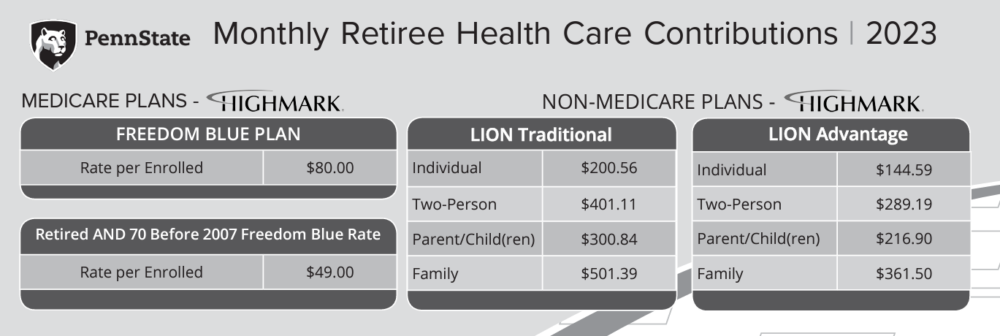 PennState
Monthly Retiree Health Care Contributions | 2023
MEDICARE PLANS - HIGHMARK®
FREEDOM BLUE PLAN
Rate per Enrolled $80.00
Retired AND 70 Before 2007 Freedom Blue Rate
Rate per Enrolled $49.00
NON-MEDICARE PLANS - HIGHMARK®
LION Traditional
Individual $200.56
Two-Person $401.11
Parent/Child(ren) $300.84
Family $501.39
LION Advantage
Individual $144.59
Two-Person $289.19
Parent/Child(ren) $216.90
Family $361.50